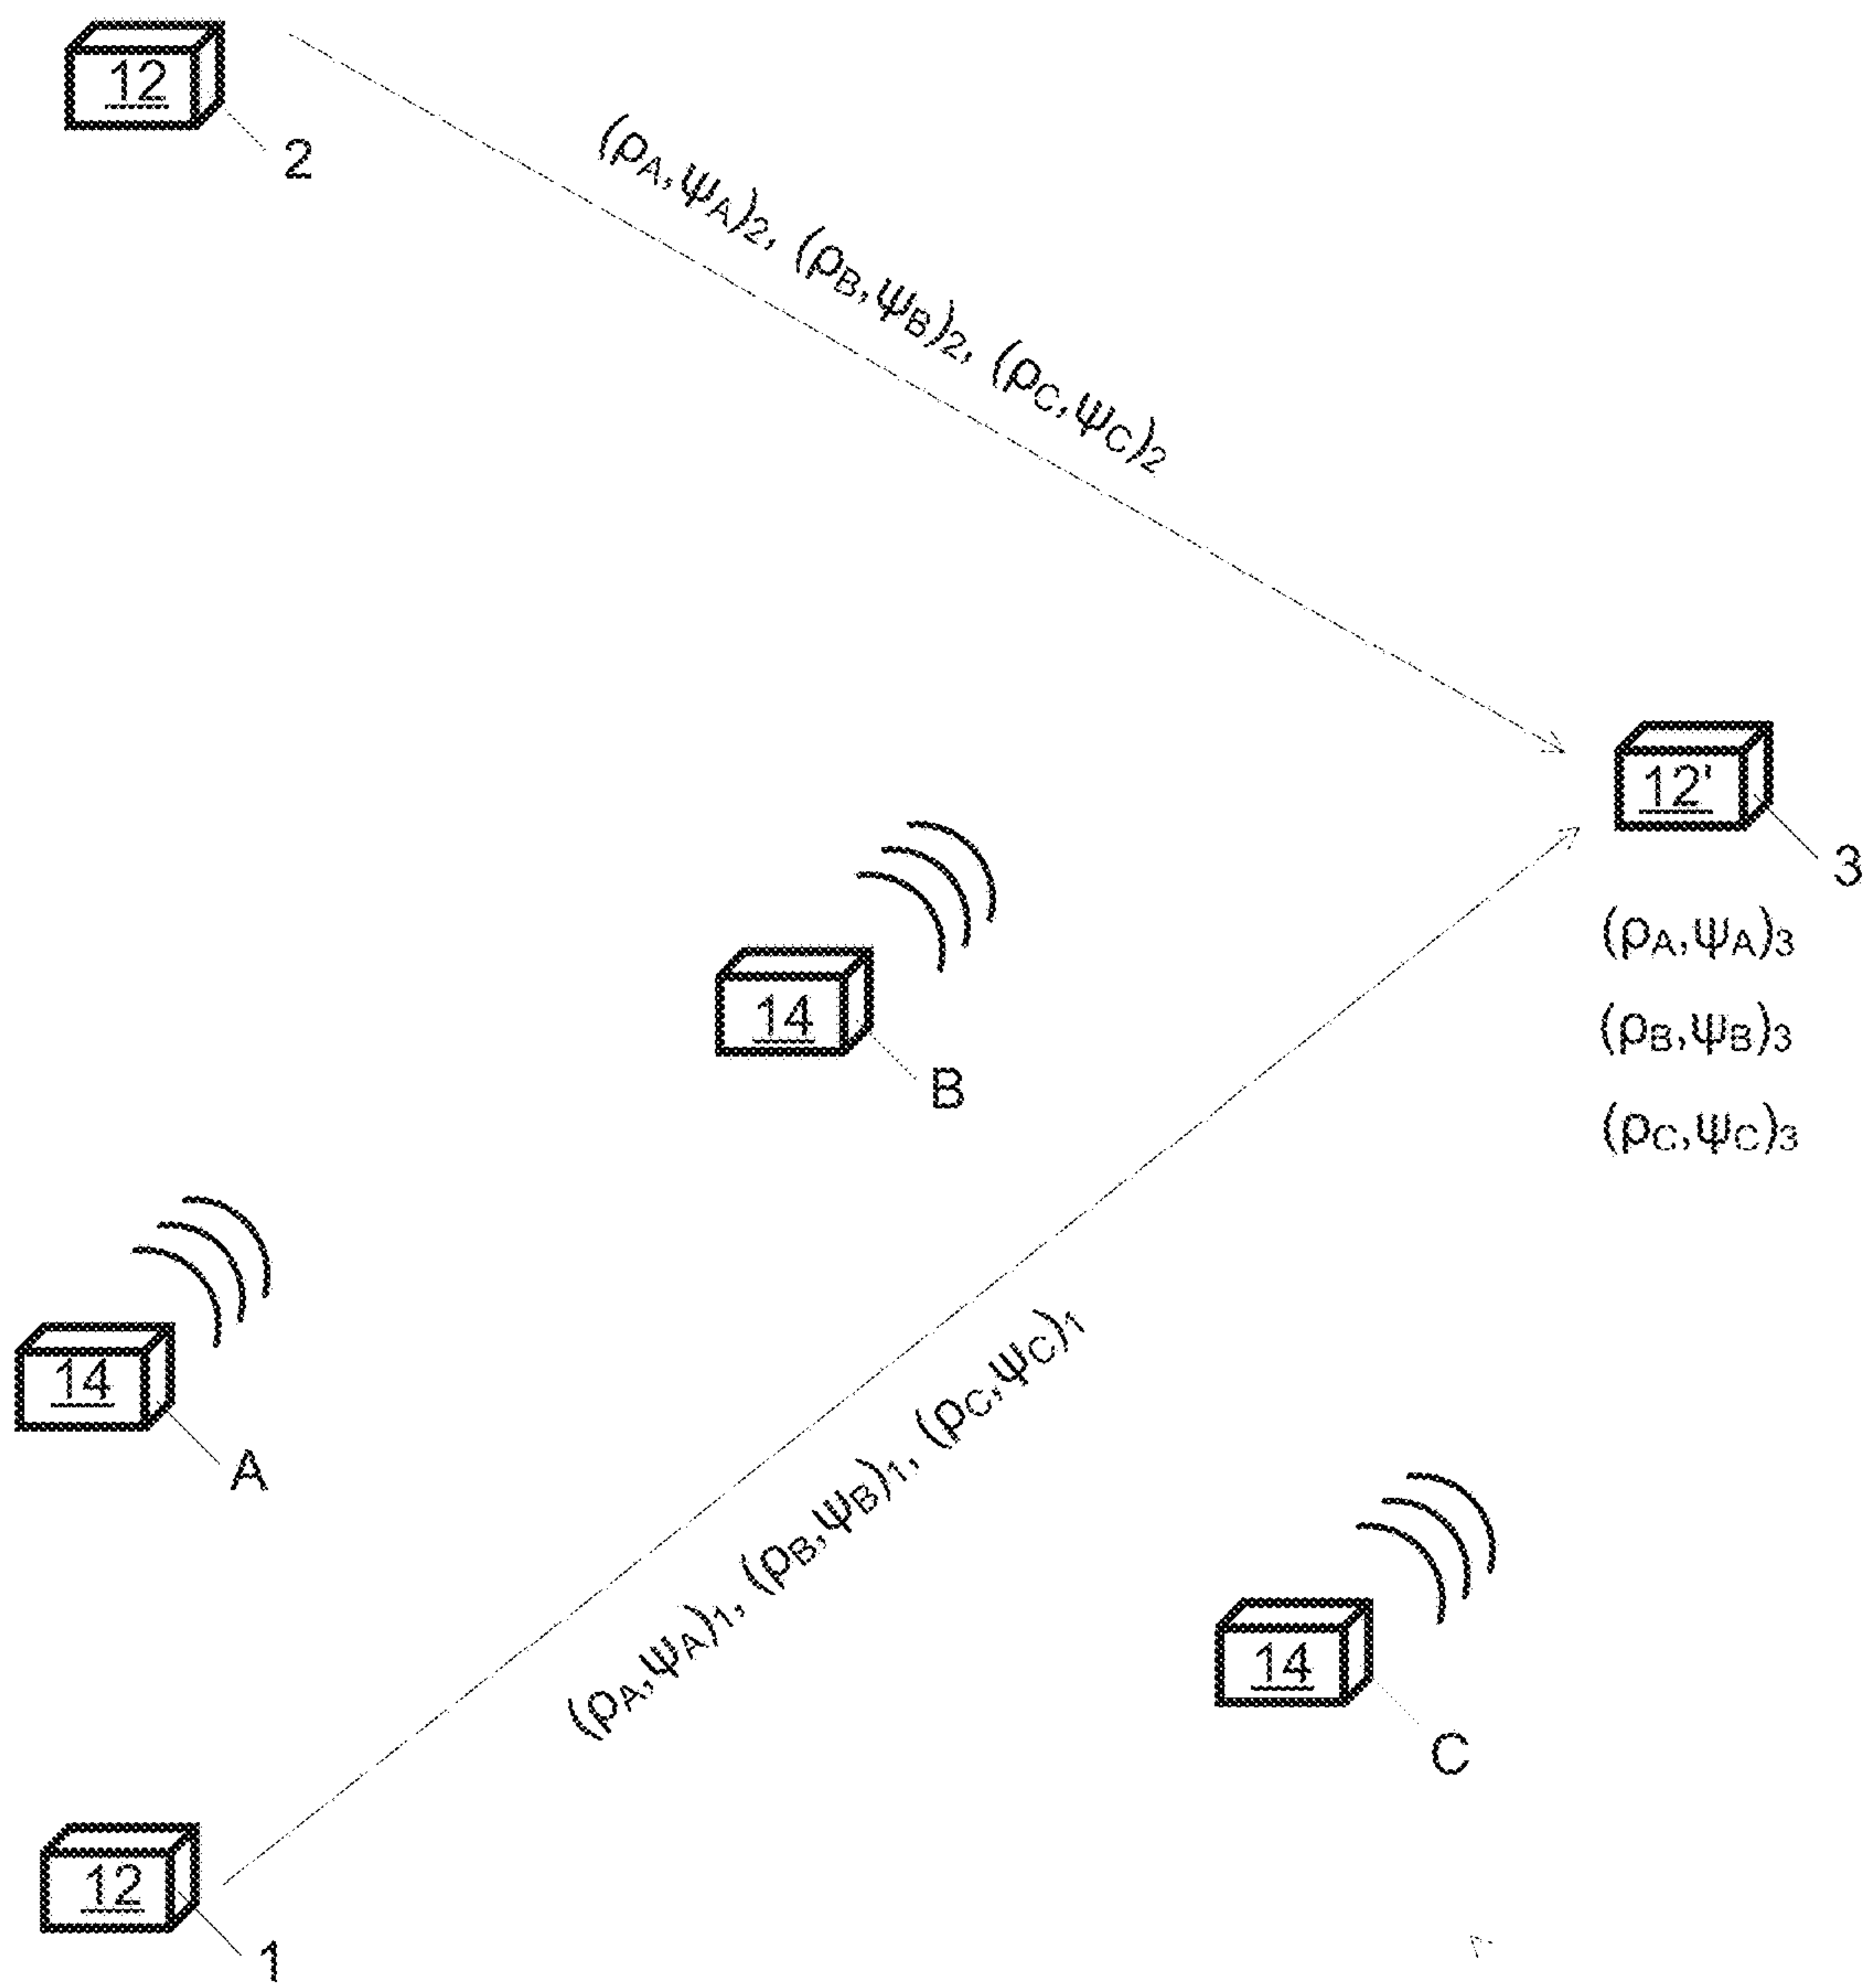 12
2
(ρA,ψA)2, (ρB,ψB)2, (ρC,ψC)2
12'
3
(ρA,ψA)3
(ρB,ψB)3
(ρC,ψC)3
14
B
14
A
(ρA,ψA)1, (ρB,ψB)1, (ρC,ψC)1
14
C
12
1